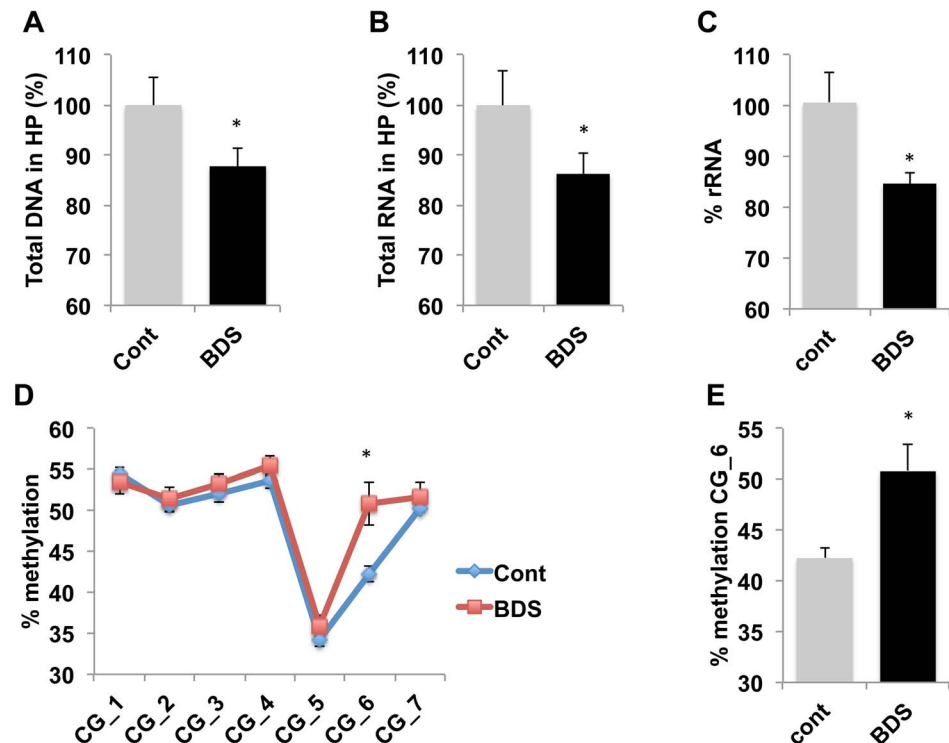 A
Total DNA in HP (%)
110
100
90
80
70
60
*
Cont
BDS
B
Total RNA in HP (%)
110
100
90
80
70
60
*
Cont
BDS
C
% rRNA
110
100
90
80
70
60
*
cont
BDS
D
% methylation
60
55
50
45
40
35
30
*
CG_1
CG_2
CG_3
CG_4
CG_5
CG_6
CG_7
Cont
BDS
E
% methylation CG_6
55
50
45
40
35
30
*
cont
BDS